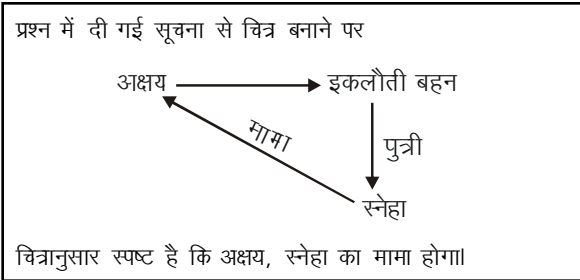 प्रश्न में दी गई सूचना से चित्र बनाने पर
अक्षय इकलौती बहन
मामा
पुत्री
स्नेहा
चित्रानुसार स्पष्ट है कि अक्षय, स्नेहा का मामा होगा।